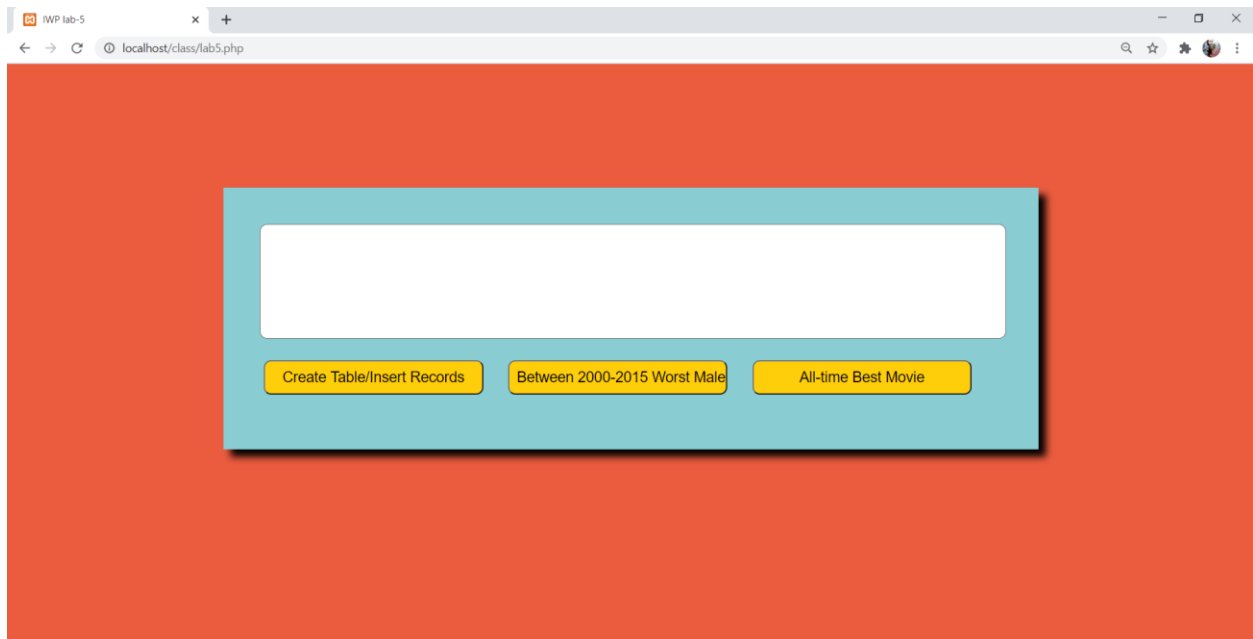 IWP lab-5
localhost/class/lab5.php
Create Table/Insert Records
Between 2000-2015 Worst Male
All-time Best Movie